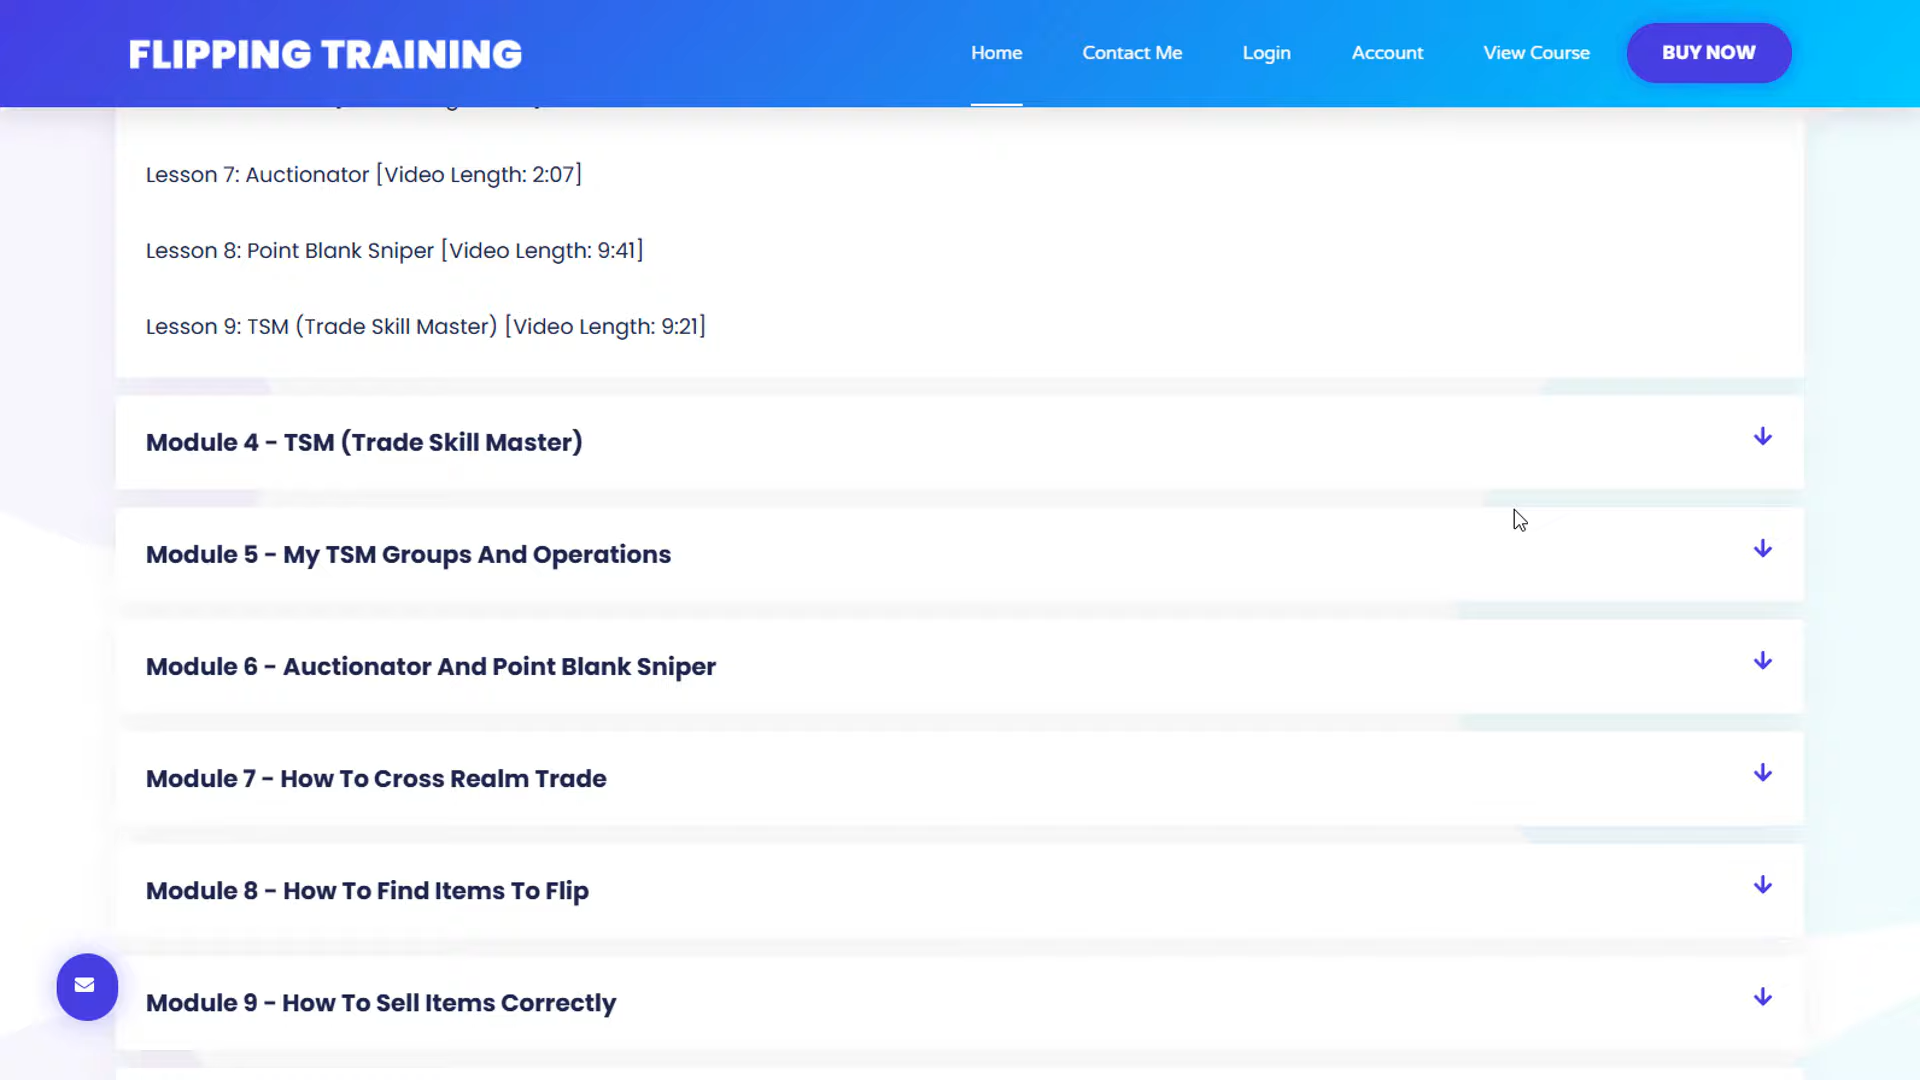 FLIPPING TRAINING
Home
Contact Me
Login
Account
View Course
BUY NOW
Lesson 7: Auctionator [Video Length: 2:07]
Lesson 8: Point Blank Sniper [Video Length: 9:41]
Lesson 9: TSM (Trade Skill Master) [Video Length: 9:21]
Module 4 - TSM (Trade Skill Master)
Module 5 - My TSM Groups And Operations
Module 6 - Auctionator And Point Blank Sniper
Module 7 - How To Cross Realm Trade
Module 8 - How To Find Items To Flip
Module 9 - How To Sell Items Correctly